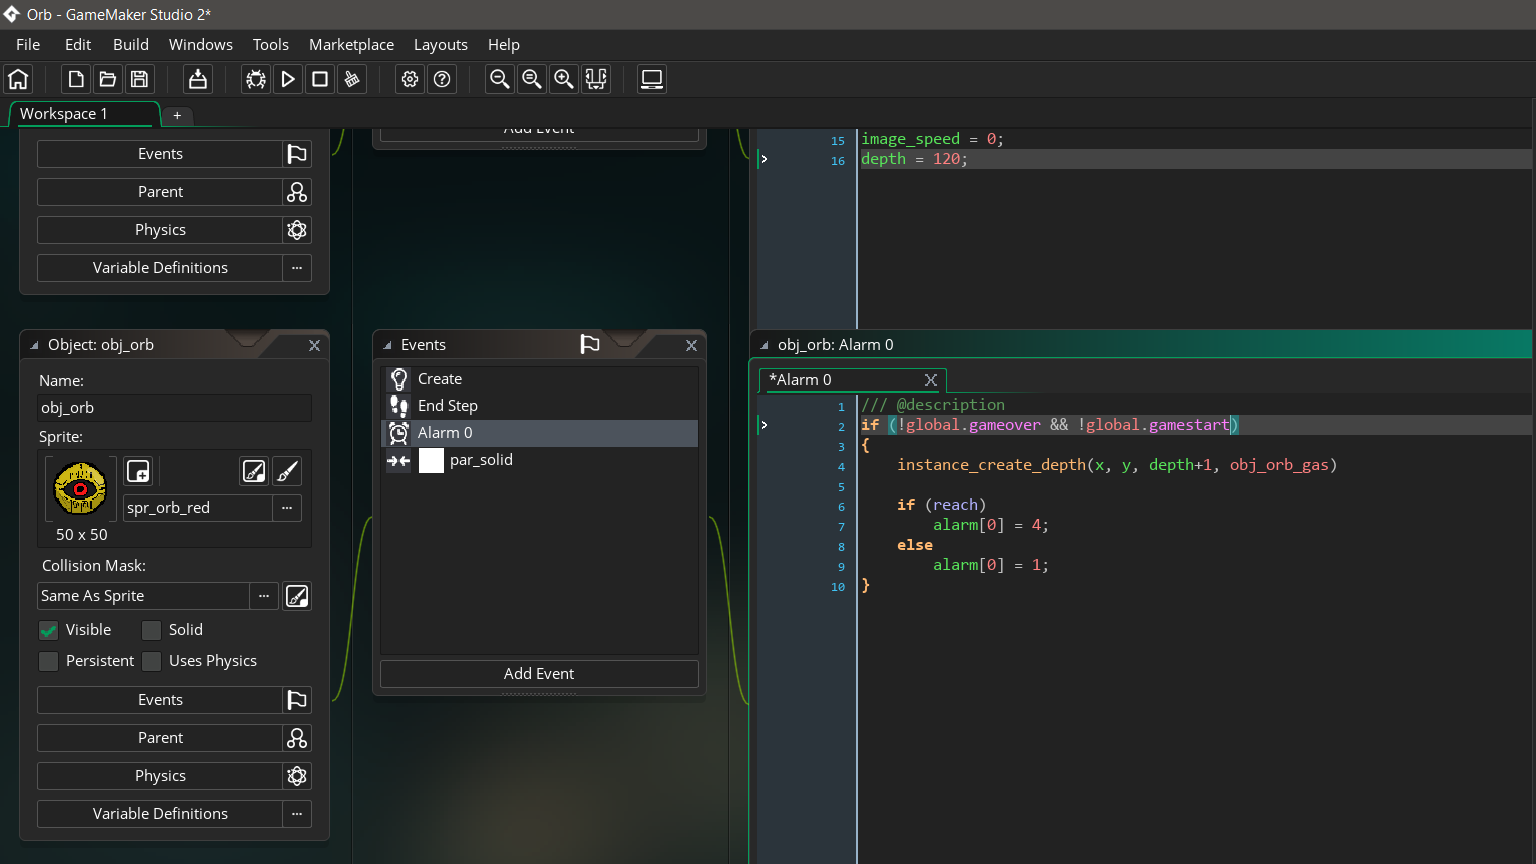 Orb - GameMaker Studio 2*
File Edit Build Windows Tools Marketplace Layouts Help
Workspace 1 +
Events
Parent
Physics
Variable Definitions ...
Add Event
15 image_speed = 0;
16 depth = 120;
Object: obj_orb
Name:
obj_orb
Sprite:
spr_orb_red ...
50 x 50
Collision Mask:
Same As Sprite ...
Visible Solid
Persistent Uses Physics
Events
Parent
Physics
Variable Definitions ...
Events
Create
End Step
Alarm 0
par_solid
Add Event
obj_orb: Alarm 0
*Alarm 0
1 /// @description
2 if (!global.gameover && !global.gamestart)
3 {
4 instance_create_depth(x, y, depth+1, obj_orb_gas)
5
6 if (reach)
7 alarm[0] = 4;
8 else
9 alarm[0] = 1;
10 }